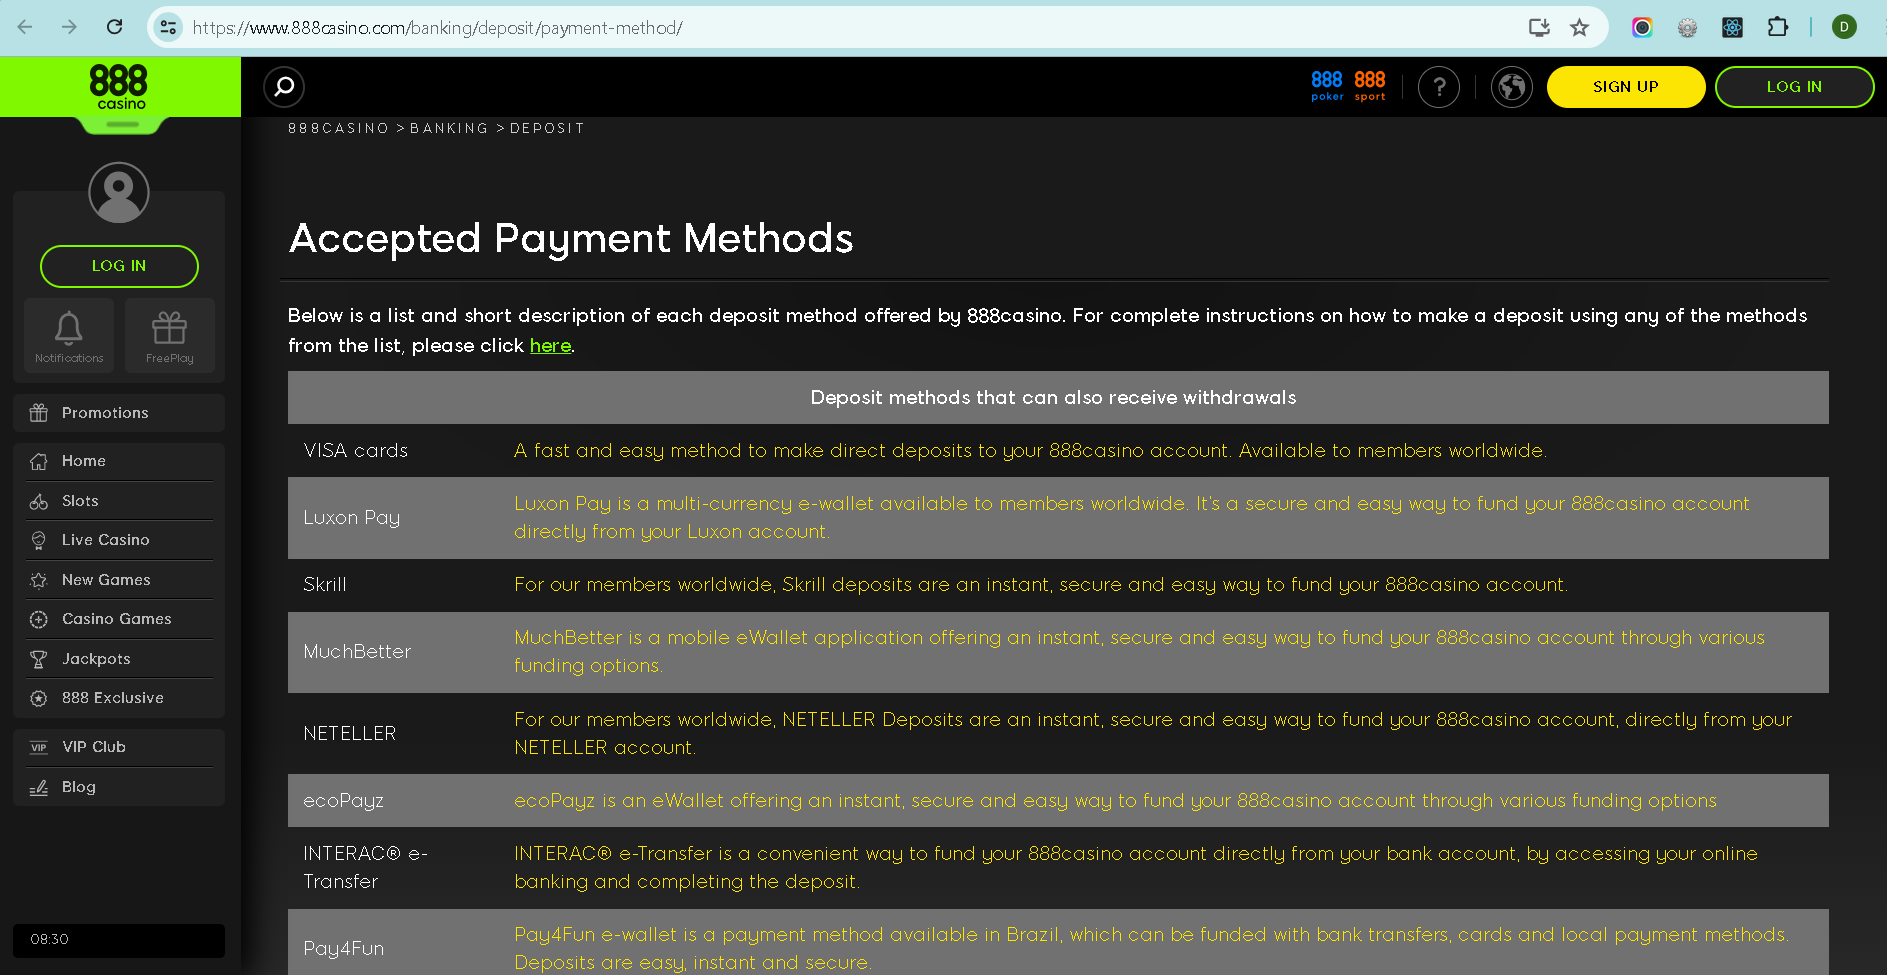 https://www.888casino.com/banking/deposit/payment-method/
D
888
casino
888
poker
888
sport
?
SIGN UP
LOG IN
888CASINO > BANKING > DEPOSIT
LOG IN
Notifications
FreePlay
Promotions
Home
Slots
Live Casino
New Games
Casino Games
Jackpots
888 Exclusive
VIP
VIP Club
Blog
08:30
Accepted Payment Methods
Below is a list and short description of each deposit method offered by 888casino. For complete instructions on how to make a deposit using any of the methods
from the list, please click here.
Deposit methods that can also receive withdrawals
VISA cards
A fast and easy method to make direct deposits to your 888casino account. Available to members worldwide.
Luxon Pay
Luxon Pay is a multi-currency e-wallet available to members worldwide. It's a secure and easy way to fund your 888casino account
directly from your Luxon account.
Skrill
For our members worldwide, Skrill deposits are an instant, secure and easy way to fund your 888casino account.
MuchBetter
MuchBetter is a mobile eWallet application offering an instant, secure and easy way to fund your 888casino account through various
funding options.
NETELLER
For our members worldwide, NETELLER Deposits are an instant, secure and easy way to fund your 888casino account, directly from your
NETELLER account.
ecoPayz
ecoPayz is an eWallet offering an instant, secure and easy way to fund your 888casino account through various funding options
INTERAC® e-
Transfer
INTERAC® e-Transfer is a convenient way to fund your 888casino account directly from your bank account, by accessing your online
banking and completing the deposit.
Pay4Fun
Pay4Fun e-wallet is a payment method available in Brazil, which can be funded with bank transfers, cards and local payment methods.
Deposits are easy, instant and secure.